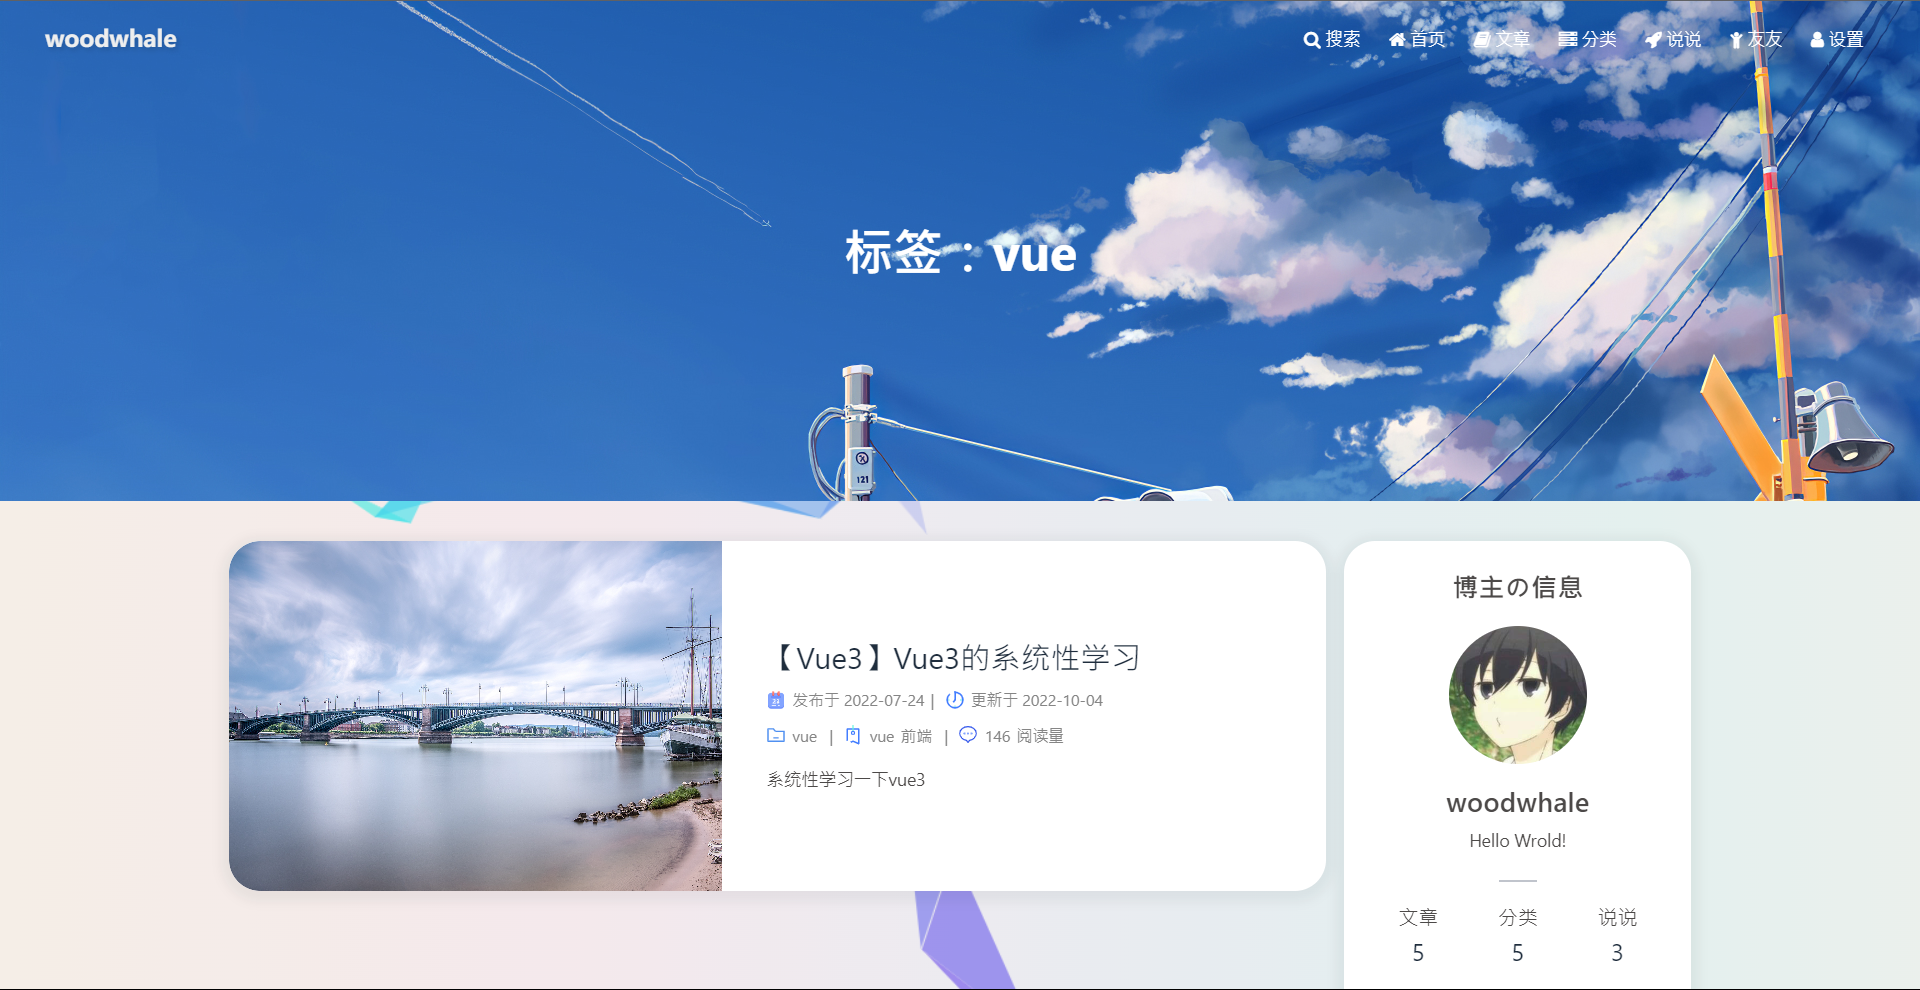 woodwhale
搜索 首页 文章 分类 说说 友友 设置
标签：vue
121
【Vue3】Vue3的系统性学习
发布于 2022-07-24 | 更新于 2022-10-04
vue | vue 前端 | 146 阅读量
系统性学习一下vue3
博主の信息
woodwhale
Hello Wrold!
文章 分类 说说
5 5 3